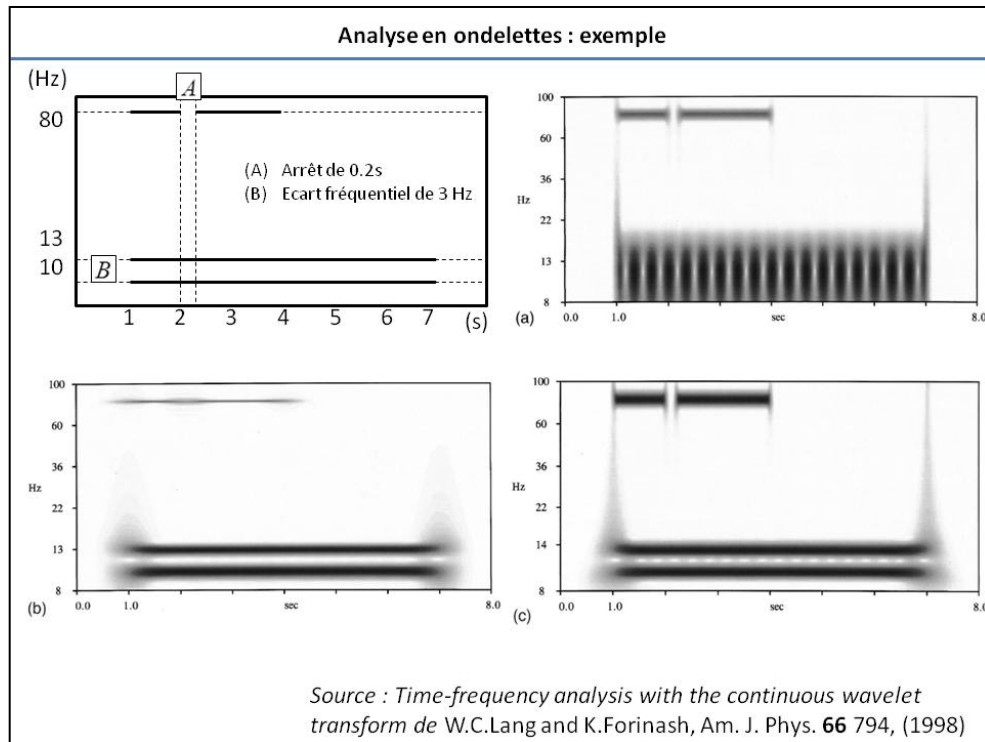 Analyse en ondelettes : exemple
(Hz)
A
80
(A) Arrêt de 0.2s
(B) Ecart fréquentiel de 3 Hz
13
10
B
1 2 3 4 5 6 7 (s)
100
60
36
Hz
22
13
8
(a)
0.0 1.0 sec 8.0
100
60
36
Hz
22
13
8
(b)
0.0 1.0 sec 8.0
100
60
36
Hz
22
14
8
(c)
0.0 1.0 sec 8.0
Source : Time-frequency analysis with the continuous wavelet
transform de W.C.Lang and K.Forinash, Am. J. Phys. 66 794, (1998)